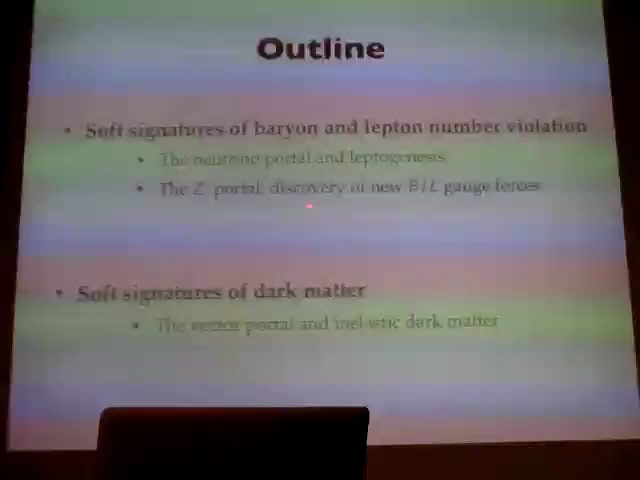 Outline
• Soft signatures of baryon and lepton number violation
• The neutrino portal and leptogenesis
• The Z portal, discovery of new B/L gauge forces
• Soft signatures of dark matter
• The vector portal and inelastic dark matter